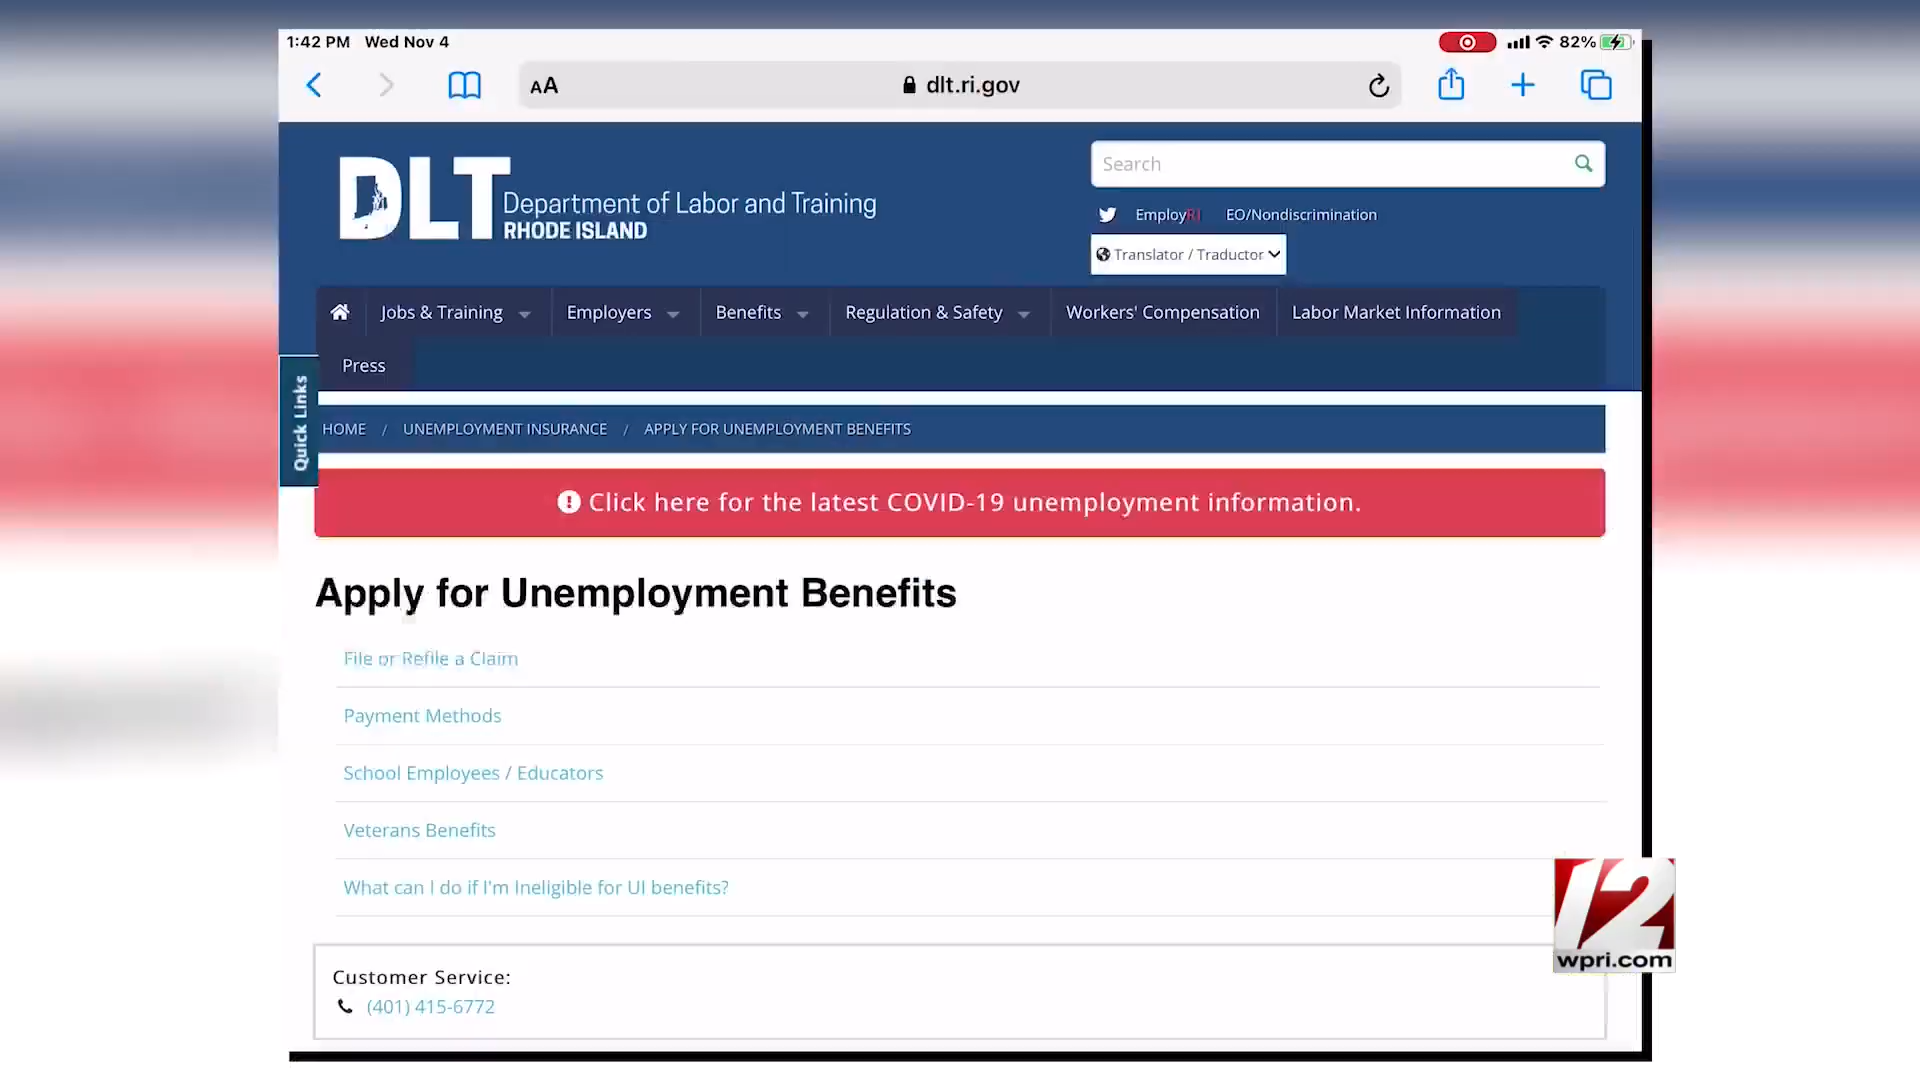 1:42 PM Wed Nov 4
82%
AA
dlt.ri.gov
DLT
Department of Labor and Training
RHODE ISLAND
Search
EmployRI EO/Nondiscrimination
Translator / Traductor
Jobs & Training Employers Benefits Regulation & Safety Workers' Compensation Labor Market Information
Press
Quick Links
HOME / UNEMPLOYMENT INSURANCE / APPLY FOR UNEMPLOYMENT BENEFITS
Click here for the latest COVID-19 unemployment information.
Apply for Unemployment Benefits
File or Refile a Claim
Payment Methods
School Employees / Educators
Veterans Benefits
What can I do if I'm Ineligible for UI benefits?
12
wpri.com
Customer Service:
(401) 415-6772